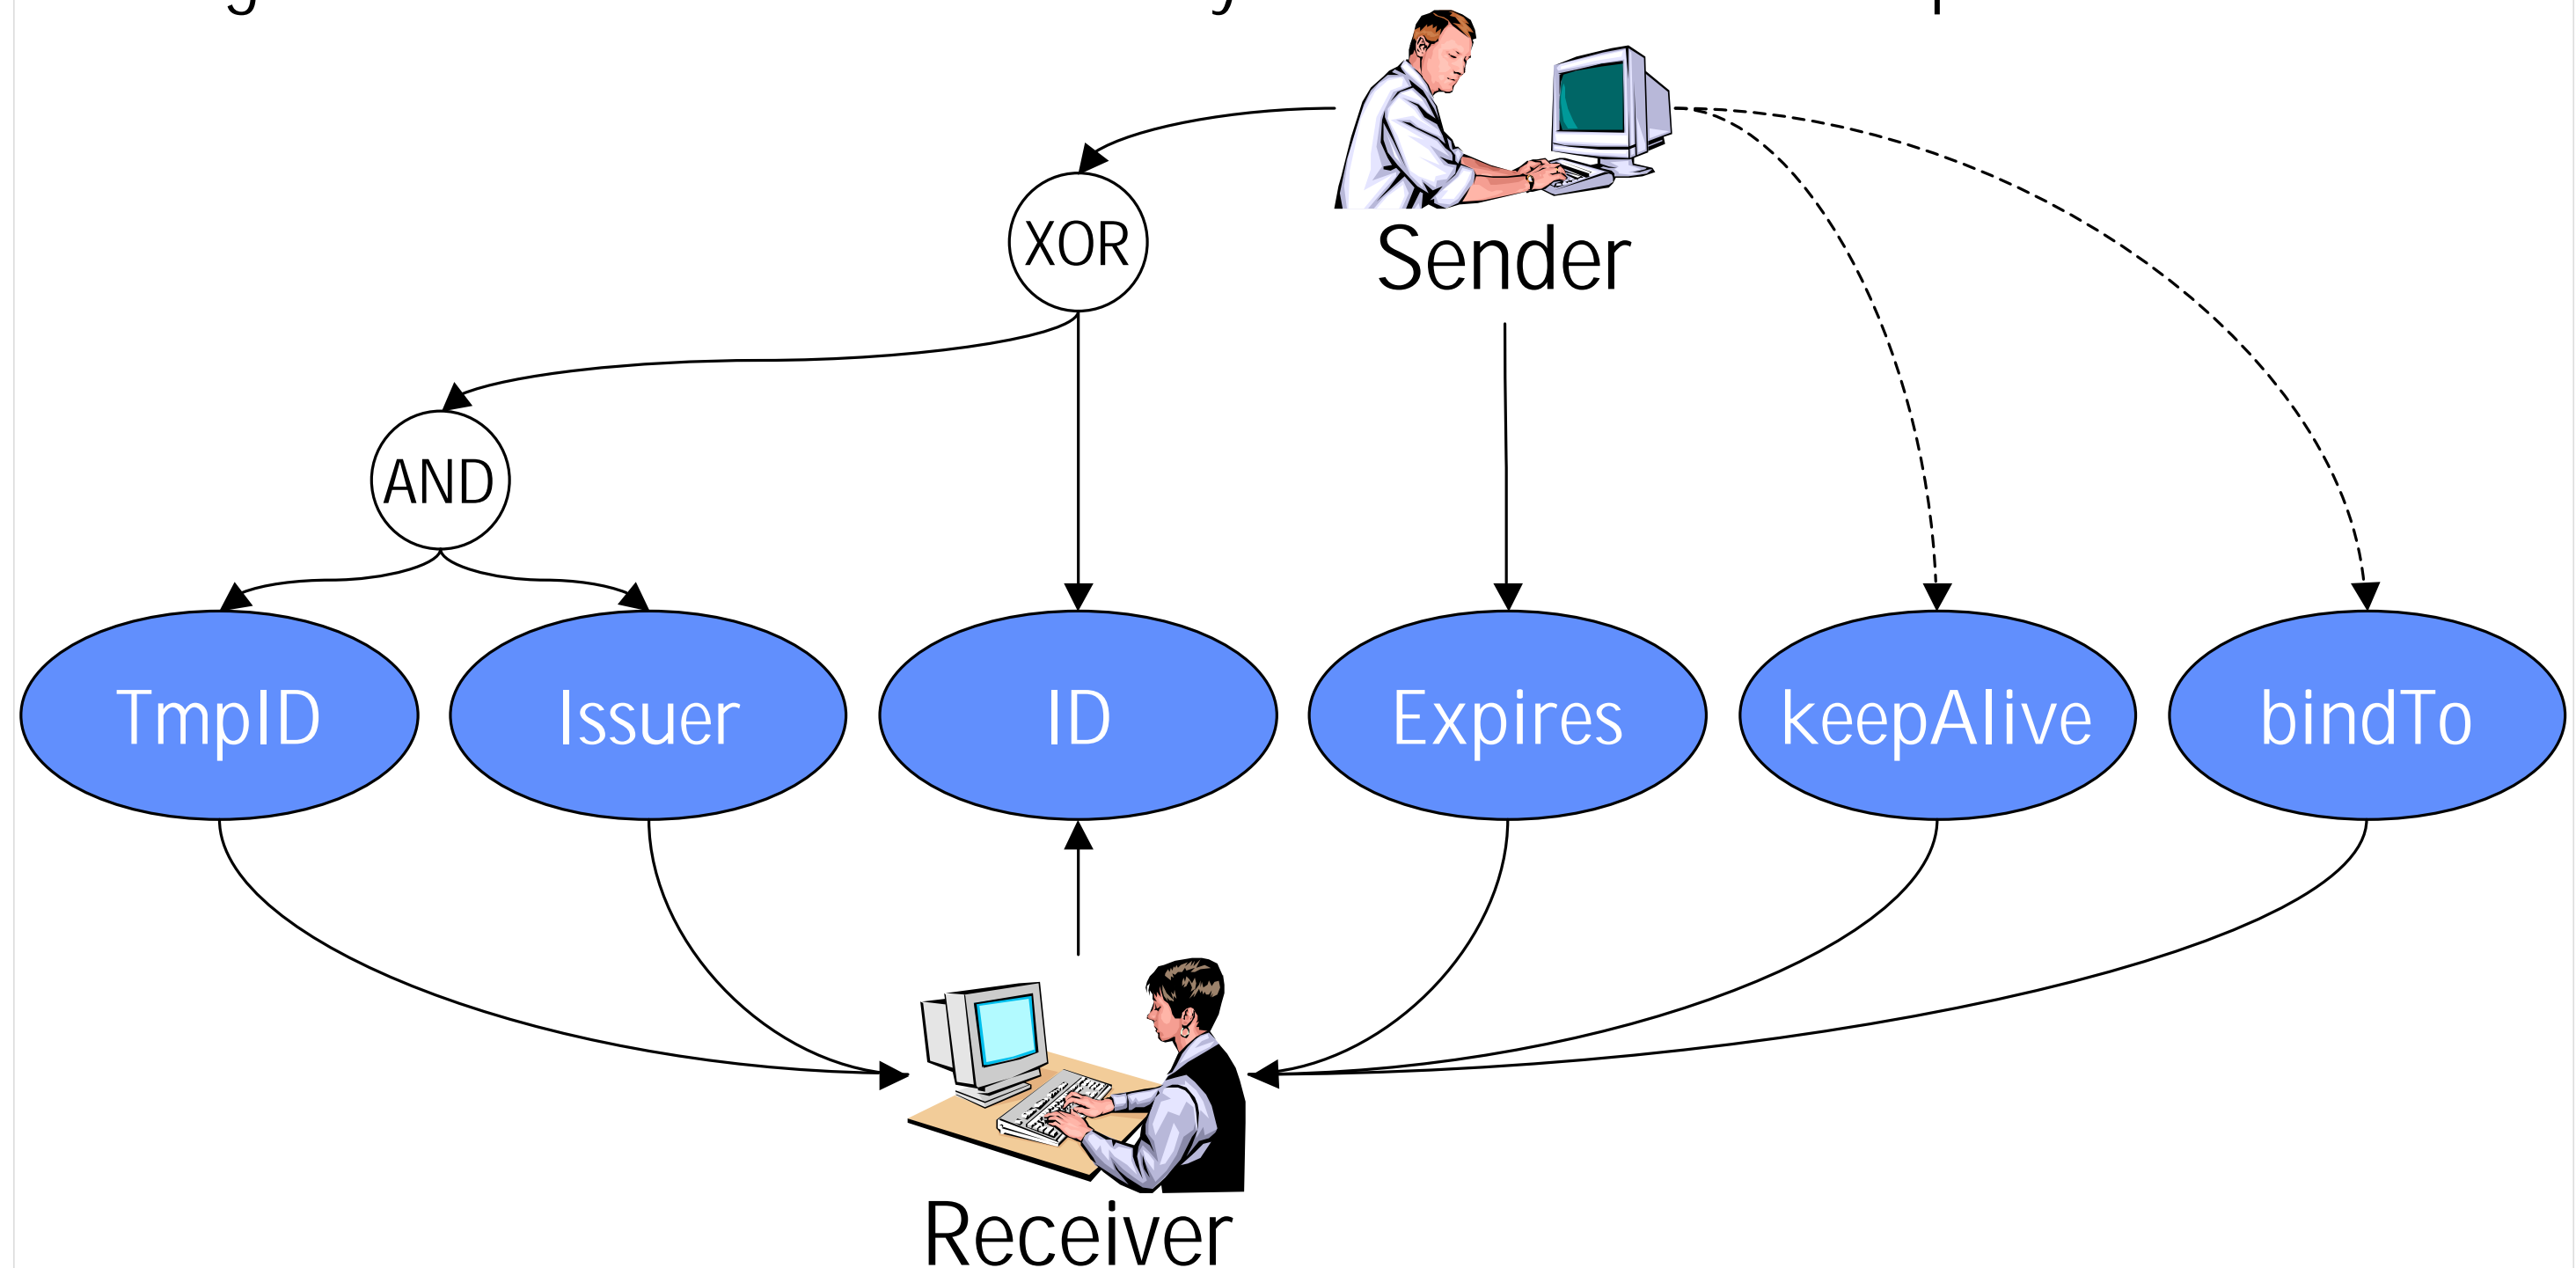 XOR
Sender
AND
TmpID
Issuer
ID
Expires
keepAlive
bindTo
Receiver